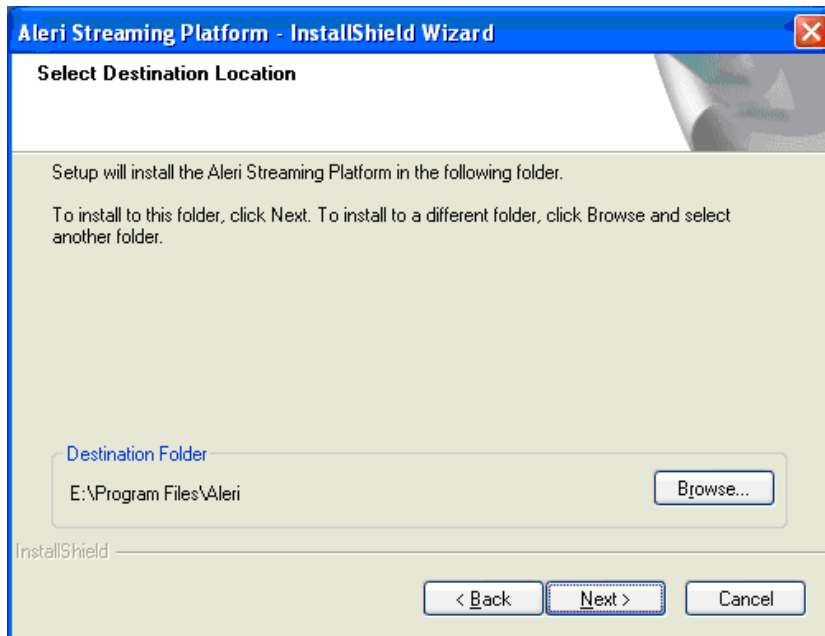 Aleri Streaming Platform - InstallShield Wizard
Select Destination Location
Setup will install the Aleri Streaming Platform in the following folder.
To install to this folder, click Next. To install to a different folder, click Browse and select
another folder.
Destination Folder
E:\Program Files\Aleri
Browse...
InstallShield
< Back
Next >
Cancel